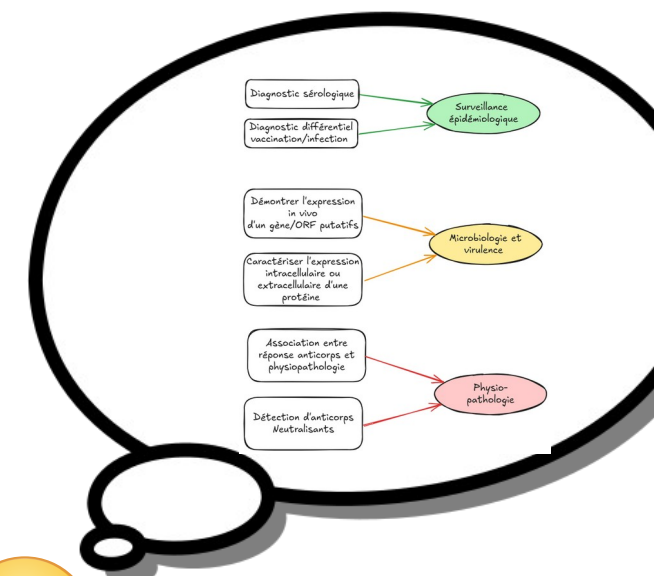 Diagnostic sérologique
Diagnostic différentiel
vaccination/infection
Surveillance
épidémiologique
Démontrer l'expression
in vivo
d'un gène/ORF putatifs
Caractériser l'expression
intracellulaire ou
extracellulaire d'une
protéine
Microbiologie et
virulence
Association entre
réponse anticorps et
physiopathologie
Détection d'anticorps
Neutralisants
Physio-
pathologie